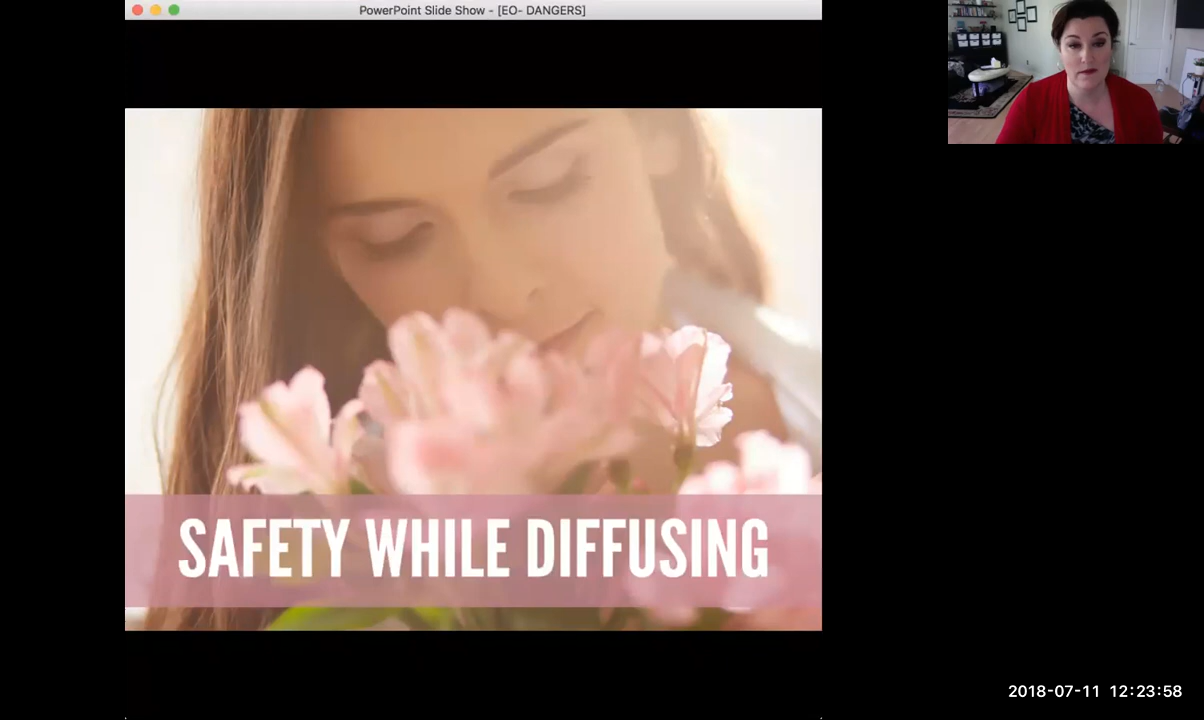 PowerPoint Slide Show - [EO- DANGERS]
SAFETY WHILE DIFFUSING
2018-07-11 12:23:58